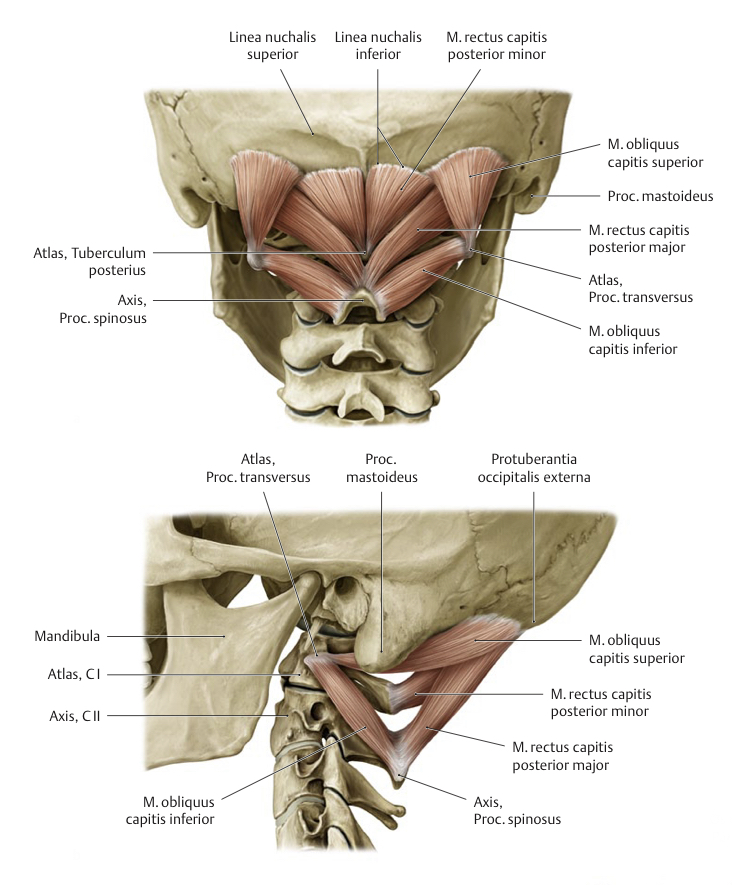 Linea nuchalis
superior
Linea nuchalis
inferior
M. rectus capitis
posterior minor
M. obliquus
capitis superior
Proc. mastoideus
M. rectus capitis
posterior major
Atlas, Tuberculum
posterius
Atlas,
Proc. transversus
Axis,
Proc. spinosus
M. obliquus
capitis inferior
Atlas,
Proc. transversus
Proc.
mastoideus
Protuberantia
occipitalis externa
Mandibula
M. obliquus
capitis superior
Atlas, C I
M. rectus capitis
posterior minor
Axis, C II
M. rectus capitis
posterior major
M. obliquus
capitis inferior
Axis,
Proc. spinosus